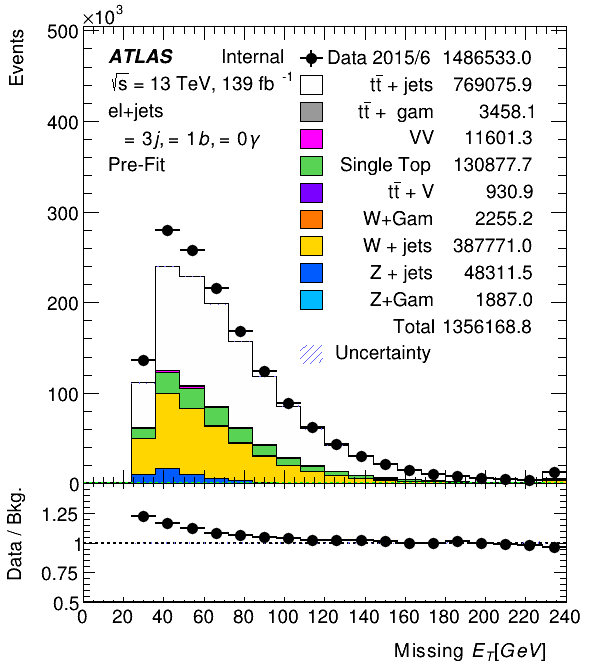 ×10³
Events
500
400
300
200
100
0
ATLAS Internal
√s = 13 TeV, 139 fb⁻¹
el+jets
= 3j, = 1b, = 0γ
Pre-Fit
Data 2015/6 1486533.0
tt̄ + jets 769075.9
tt̄ + gam 3458.1
VV 11601.3
Single Top 130877.7
tt̄ + V 930.9
W+Gam 2255.2
W + jets 387771.0
Z + jets 48311.5
Z+Gam 1887.0
Total 1356168.8
Uncertainty
Data / Bkg.
1.25
1
0.75
0.5
0 20 40 60 80 100 120 140 160 180 200 220 240
Missing E_T[GeV]